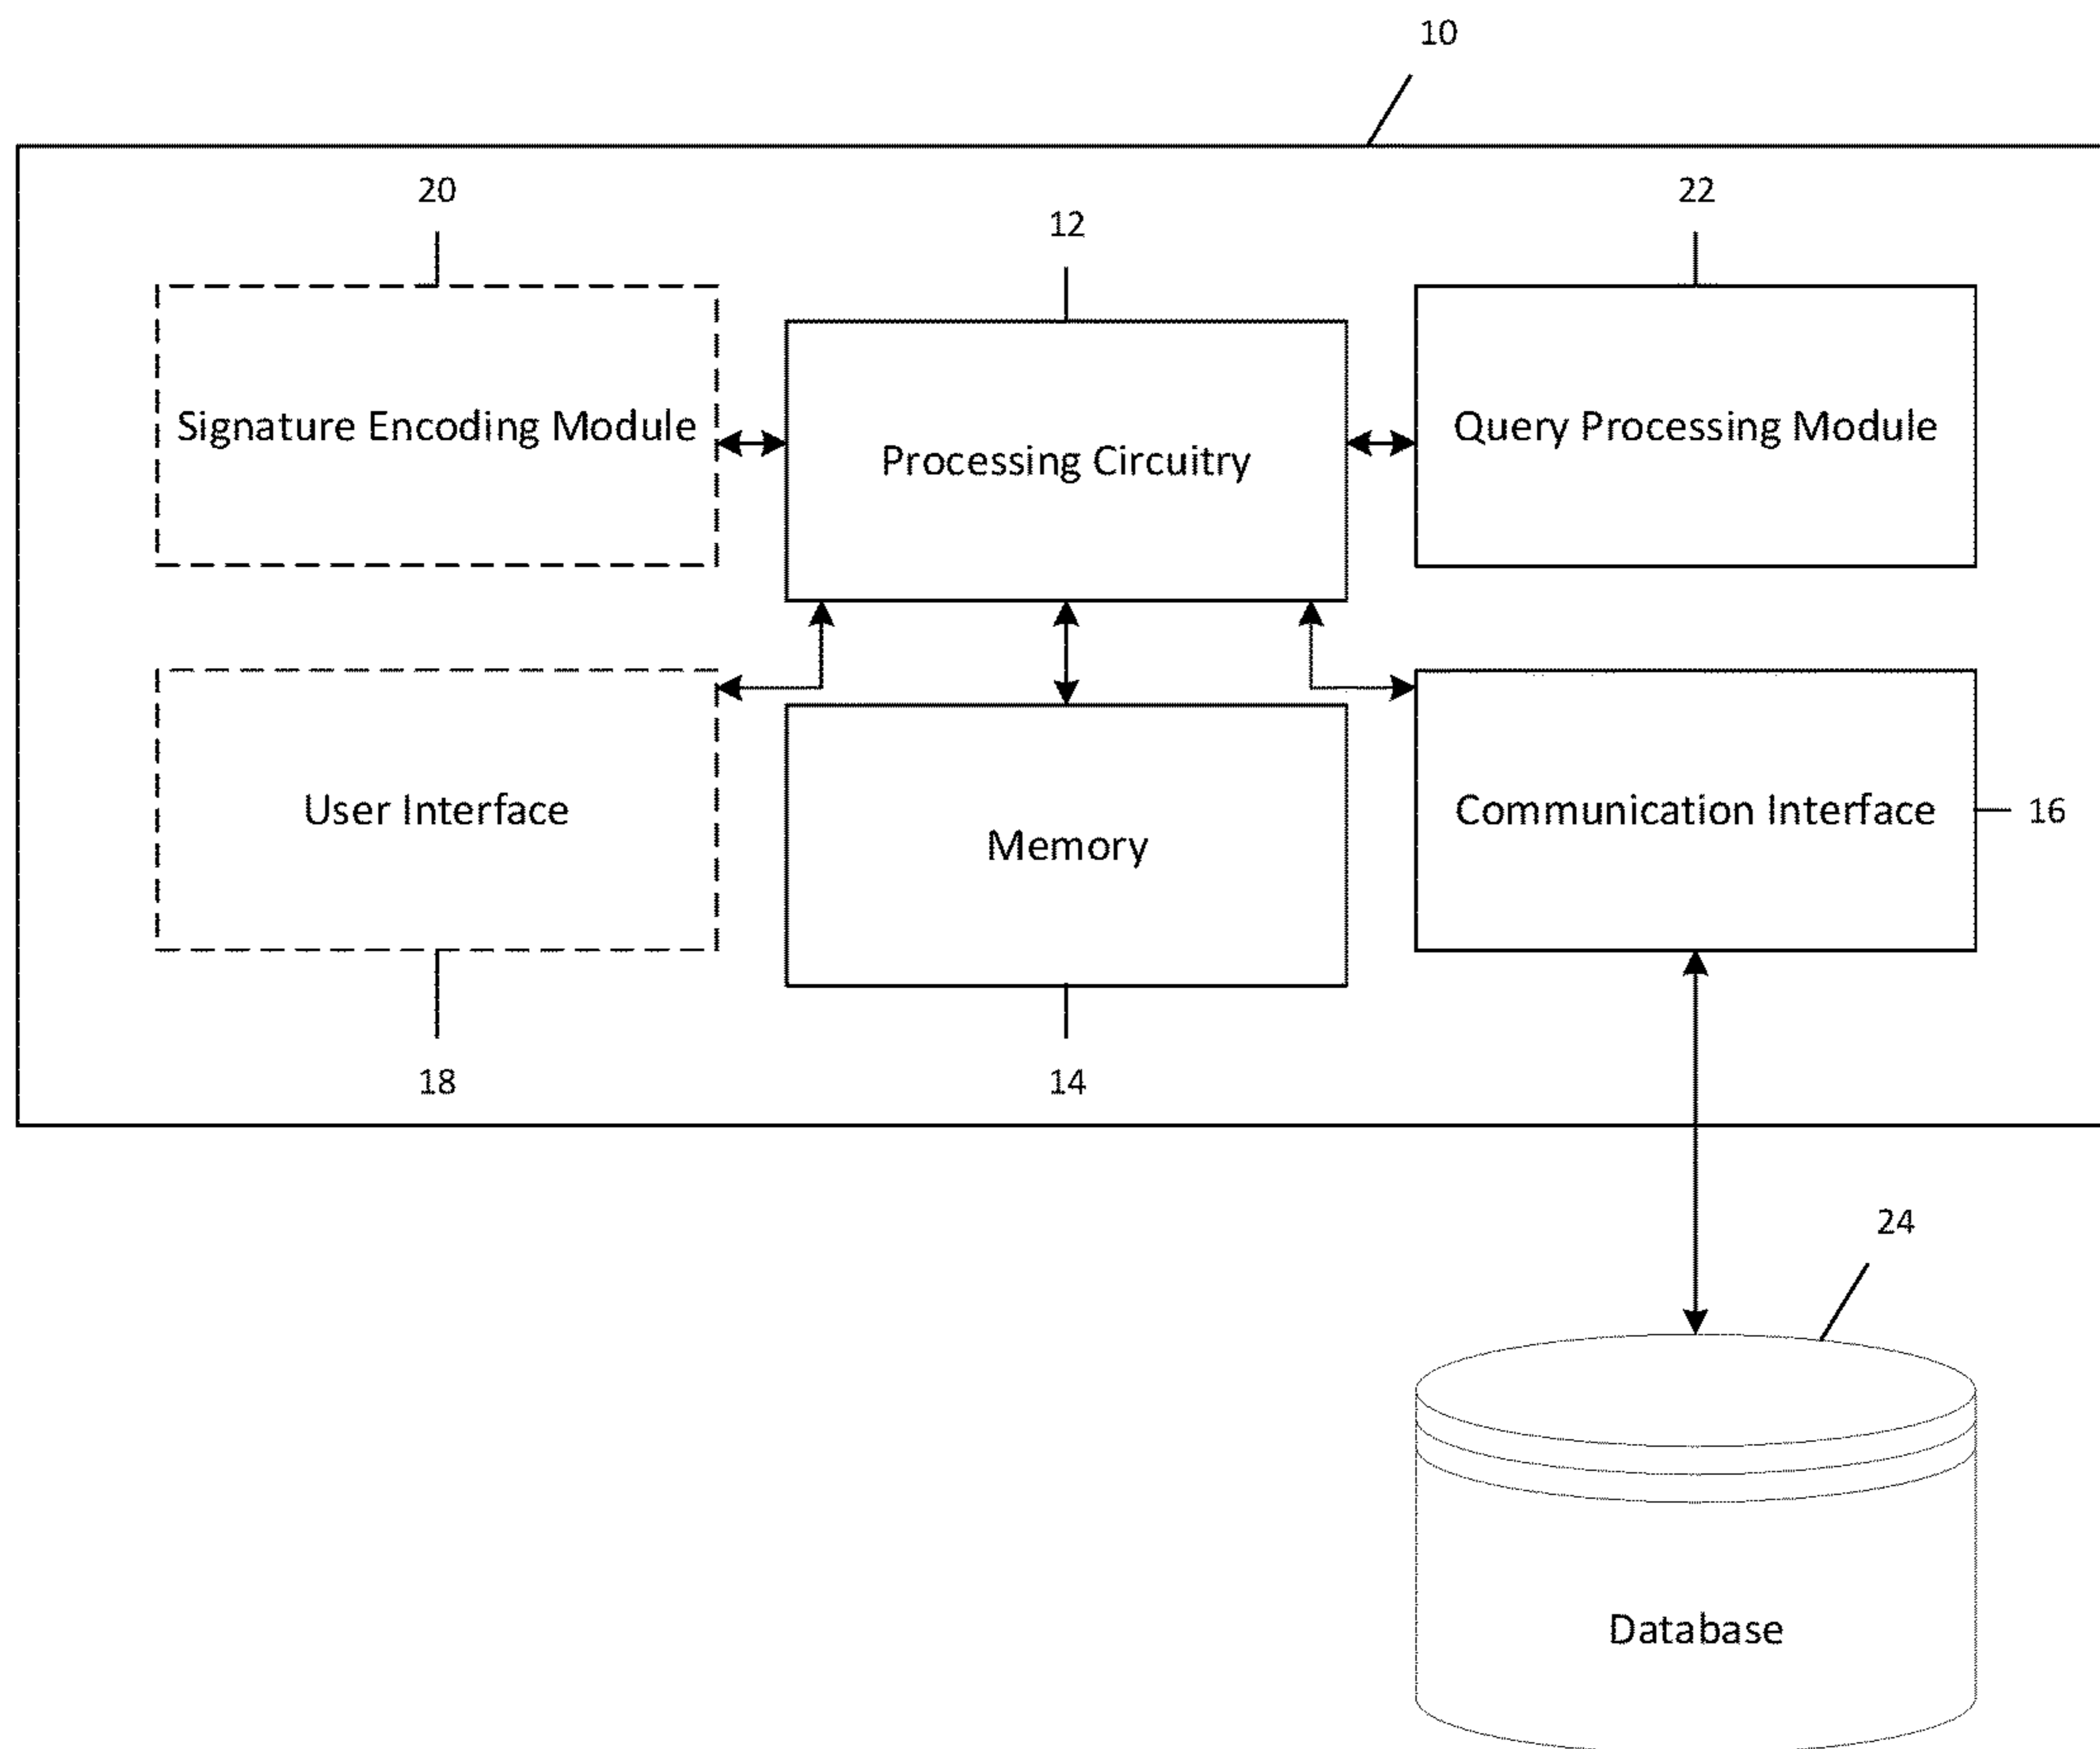 10
20
12
22
Signature Encoding Module
Processing Circuitry
Query Processing Module
User Interface
Memory
Communication Interface
16
18
14
24
Database